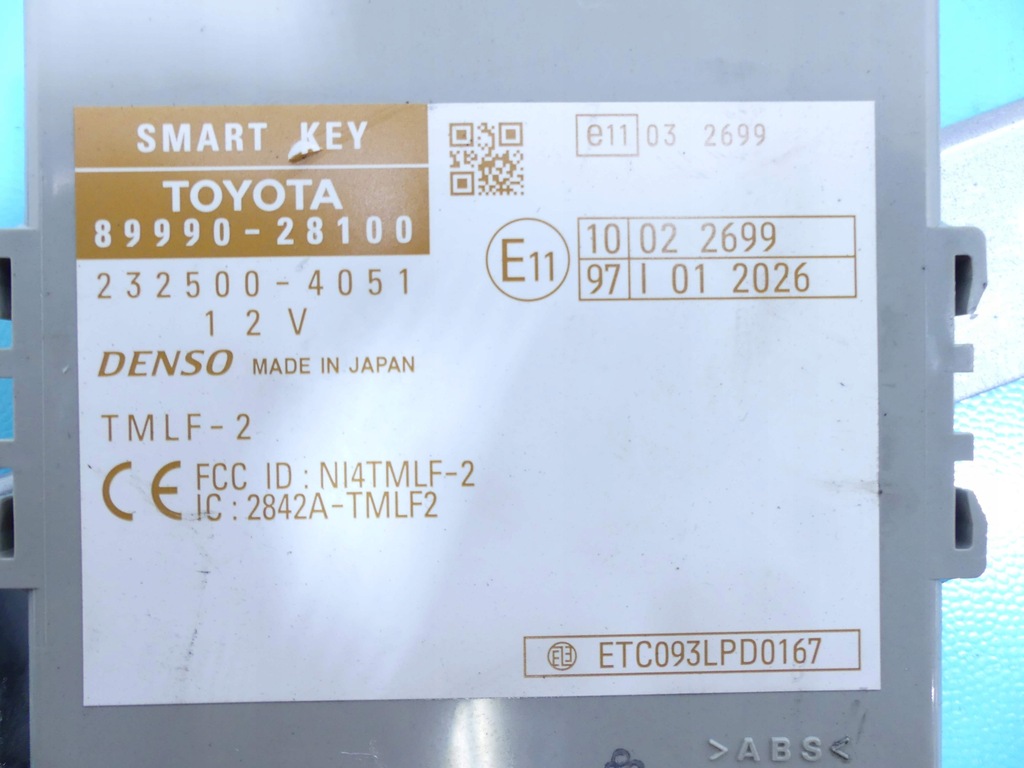 SMART KEY
TOYOTA
89990-28100
232500-4051
12V
DENSO MADE IN JAPAN
TMLF-2
CE FCC ID : NI4TMLF-2
IC : 2842A-TMLF2
e11 03 2699
E11 10 02 2699
97 I 01 2026
ETC093LPD0167
>ABS<